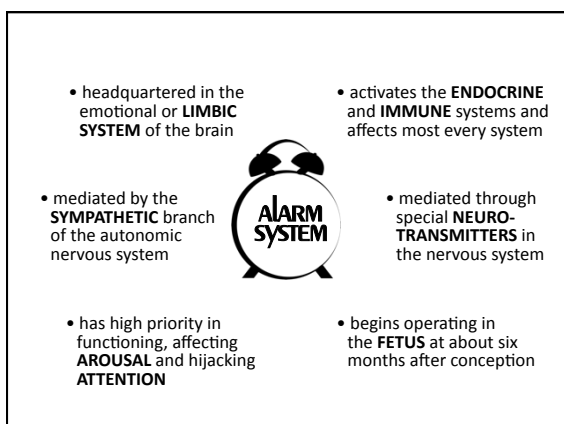 • headquartered in the
emotional or LIMBIC
SYSTEM of the brain
• activates the ENDOCRINE
and IMMUNE systems and
affects most every system
• mediated by the
SYMPATHETIC branch
of the autonomic
nervous system
ALARM
SYSTEM
• mediated through
special NEURO-
TRANSMITTERS in
the nervous system
• has high priority in
functioning, affecting
AROUSAL and hijacking
ATTENTION
• begins operating in
the FETUS at about six
months after conception